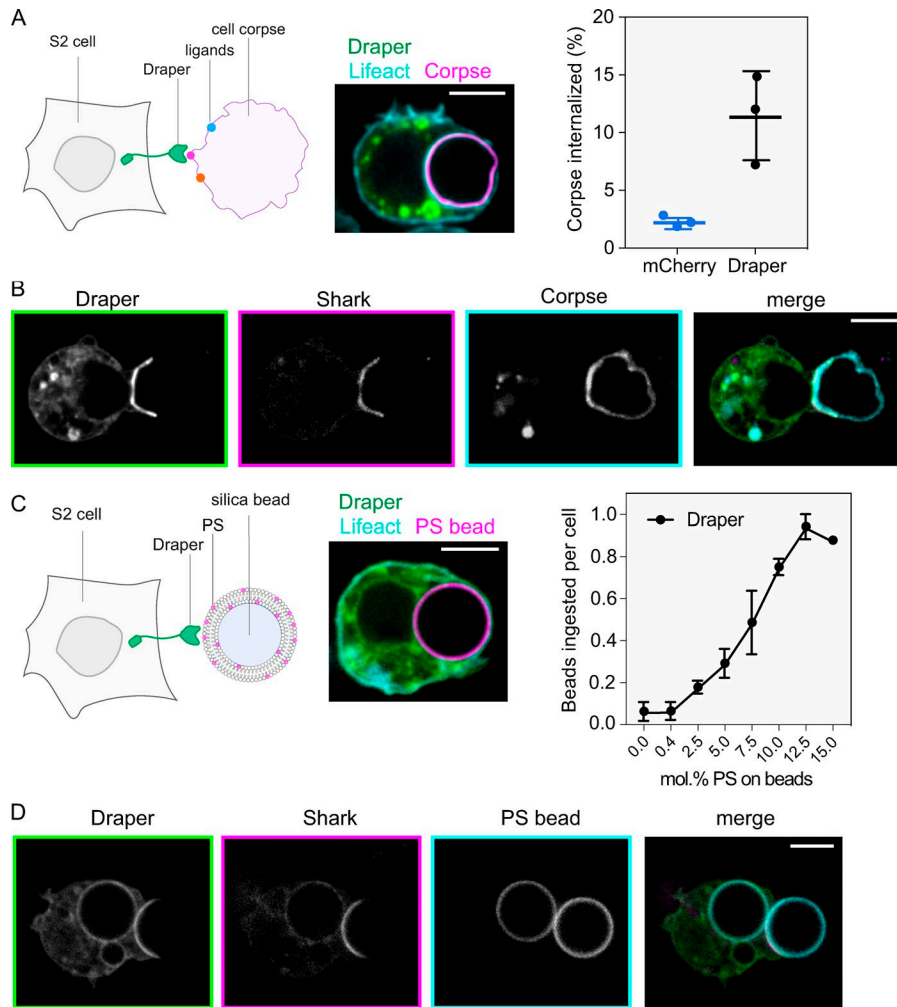 A
S2 cell
Draper
ligands
cell corpse
Draper
Lifeact Corpse
Corpse internalized (%)
20
15
10
5
0
mCherry Draper
B
Draper Shark Corpse merge
C
S2 cell
Draper
PS
silica bead
Draper
Lifeact PS bead
Beads ingested per cell
1.0
0.8
0.6
0.4
0.2
0.0
Draper
0.0 0.4 2.5 5.0 7.5 10.0 12.5 15.0
mol.% PS on beads
D
Draper Shark PS bead merge